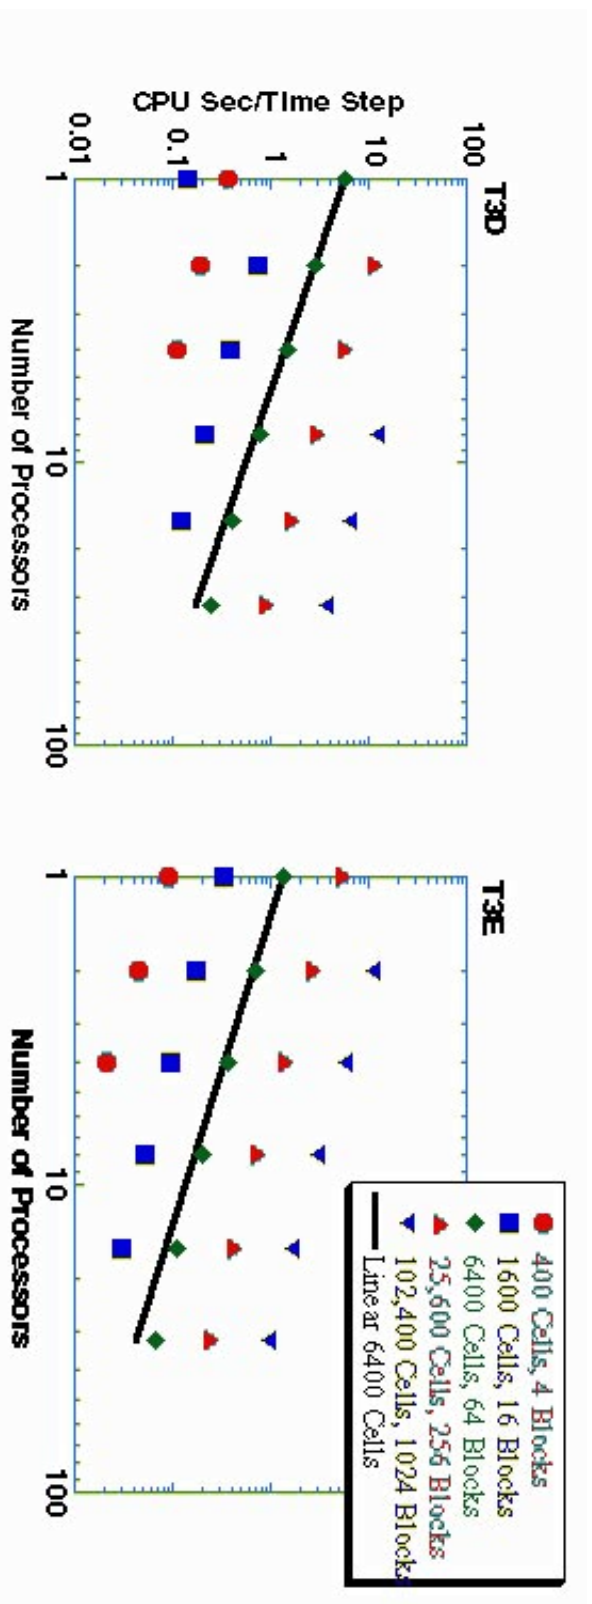 T3D
CPU Sec/Time Step
100
10
1
0.1
0.01
1
10
100
Number of Processors
T3E
1
10
100
Number of Processors
400 Cells, 4 Blocks
1600 Cells, 16 Blocks
6400 Cells, 64 Blocks
25,600 Cells, 256 Blocks
102,400 Cells, 1024 Blocks
Linear 6400 Cells